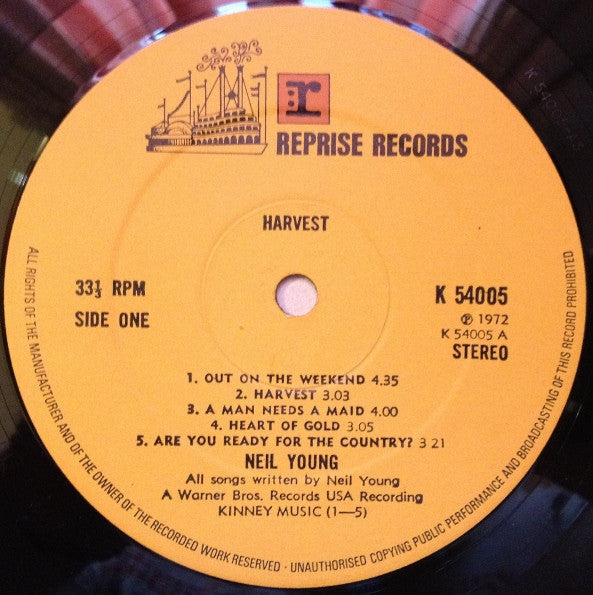 r
REPRISE RECORDS
HARVEST
33⅓ RPM
SIDE ONE
K 54005
℗ 1972
K 54005 A
STEREO
1. OUT ON THE WEEKEND 4.35
2. HARVEST 3.03
3. A MAN NEEDS A MAID 4.00
4. HEART OF GOLD 3.05
5. ARE YOU READY FOR THE COUNTRY? 3 21
NEIL YOUNG
All songs written by Neil Young
A Warner Bros. Records USA Recording
KINNEY MUSIC (1—5)
ALL RIGHTS OF THE MANUFACTURER AND OF THE OWNER OF THE RECORDED WORK RESERVED - UNAUTHORISED COPYING PUBLIC PERFORMANCE AND BROADCASTING OF THIS RECORD PROHIBITED